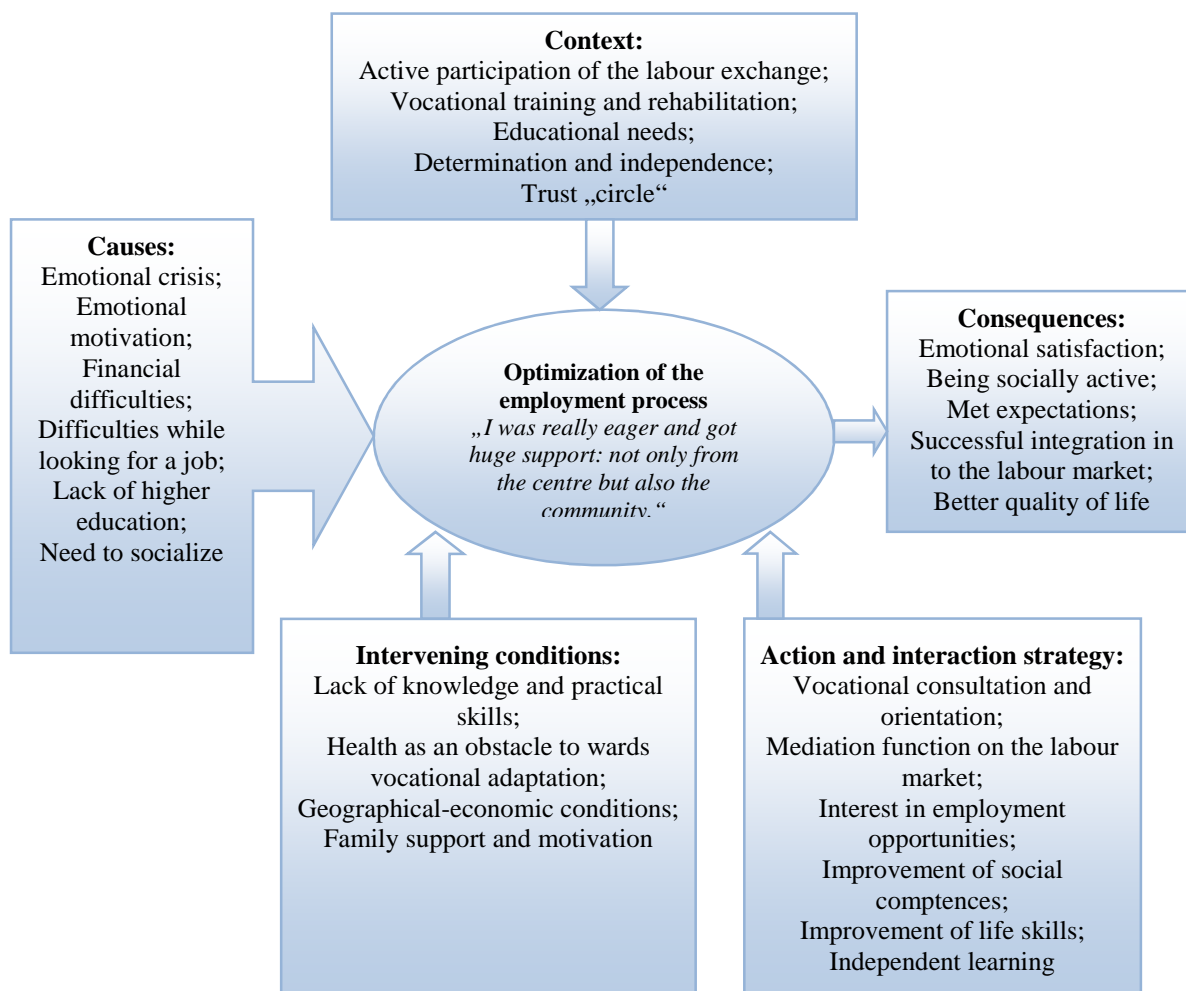 Context:
Active participation of the labour exchange;
Vocational training and rehabilitation;
Educational needs;
Determination and independence;
Trust „circle“
Causes:
Emotional crisis;
Emotional
motivation;
Financial
difficulties;
Difficulties while
looking for a job;
Lack of higher
education;
Need to socialize
Optimization of the
employment process
„I was really eager and got
huge support: not only from
the centre but also the
community.“
Consequences:
Emotional satisfaction;
Being socially active;
Met expectations;
Successful integration in
to the labour market;
Better quality of life
Intervening conditions:
Lack of knowledge and practical
skills;
Health as an obstacle to wards
vocational adaptation;
Geographical-economic conditions;
Family support and motivation
Action and interaction strategy:
Vocational consultation and
orientation;
Mediation function on the labour
market;
Interest in employment
opportunities;
Improvement of social
comptences;
Improvement of life skills;
Independent learning